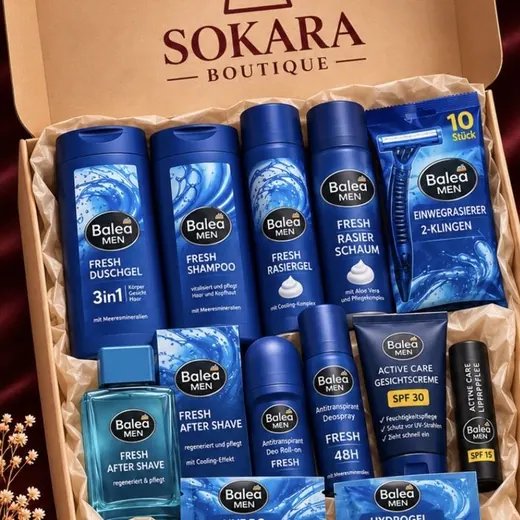 SOKARA
BOUTIQUE
Balea
MEN
FRESH
DUSCHGEL
3in1
Körper
Gesicht
Haar
mit Meeresmineralien
Balea
MEN
FRESH
SHAMPOO
vitalisiert und pflegt
Haar und Kopfhaut
mit Meeresmineralien
Balea
MEN
FRESH
RASIERGEL
mit Cooling-Komplex
Balea
MEN
FRESH
RASIER
SCHAUM
mit Aloe Vera
und Pflegekomplex
10
Stück
Balea
MEN
EINWEGRASIERER
2-KLINGEN
Balea
MEN
FRESH
AFTER SHAVE
regeneriert & pflegt
Balea
MEN
FRESH
AFTER SHAVE
regeneriert und pflegt
mit Cooling-Effekt
Balea
MEN
Antitranspirant
Deo Roll-on
FRESH
Balea
MEN
Antitranspirant
Deospray
FRESH
48H
mit Meeresmineralien
Balea
MEN
ACTIVE CARE
GESICHTSCREME
SPF 30
✓ Feuchtigkeitspflege
✓ Schutz vor UV-Strahlen
✓ Zieht schnell ein
ACTIVE CARE
Balea
MEN
SPF 15
Balea
MEN
Balea
MEN
HYDROGEL